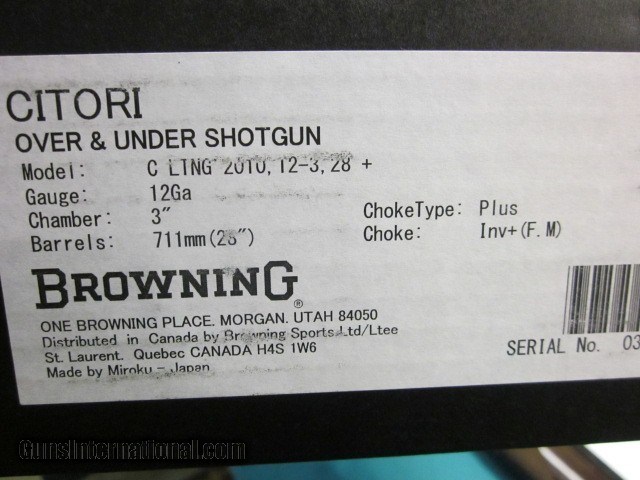 CITORI
OVER & UNDER SHOTGUN
Model: C LTNG 2010, 12-3, 28 +
Gauge: 12Ga
Chamber: 3" ChokeType: Plus
Barrels: 711mm(28") Choke: Inv+(F.M)
BROWNING®
ONE BROWNING PLACE. MORGAN. UTAH 84050
Distributed in Canada by Browning Sports Ltd/Ltee
St. Laurent. Quebec CANADA H4S 1W6
Made by Miroku - Japan
SERIAL No. 03
GunsInternational.com